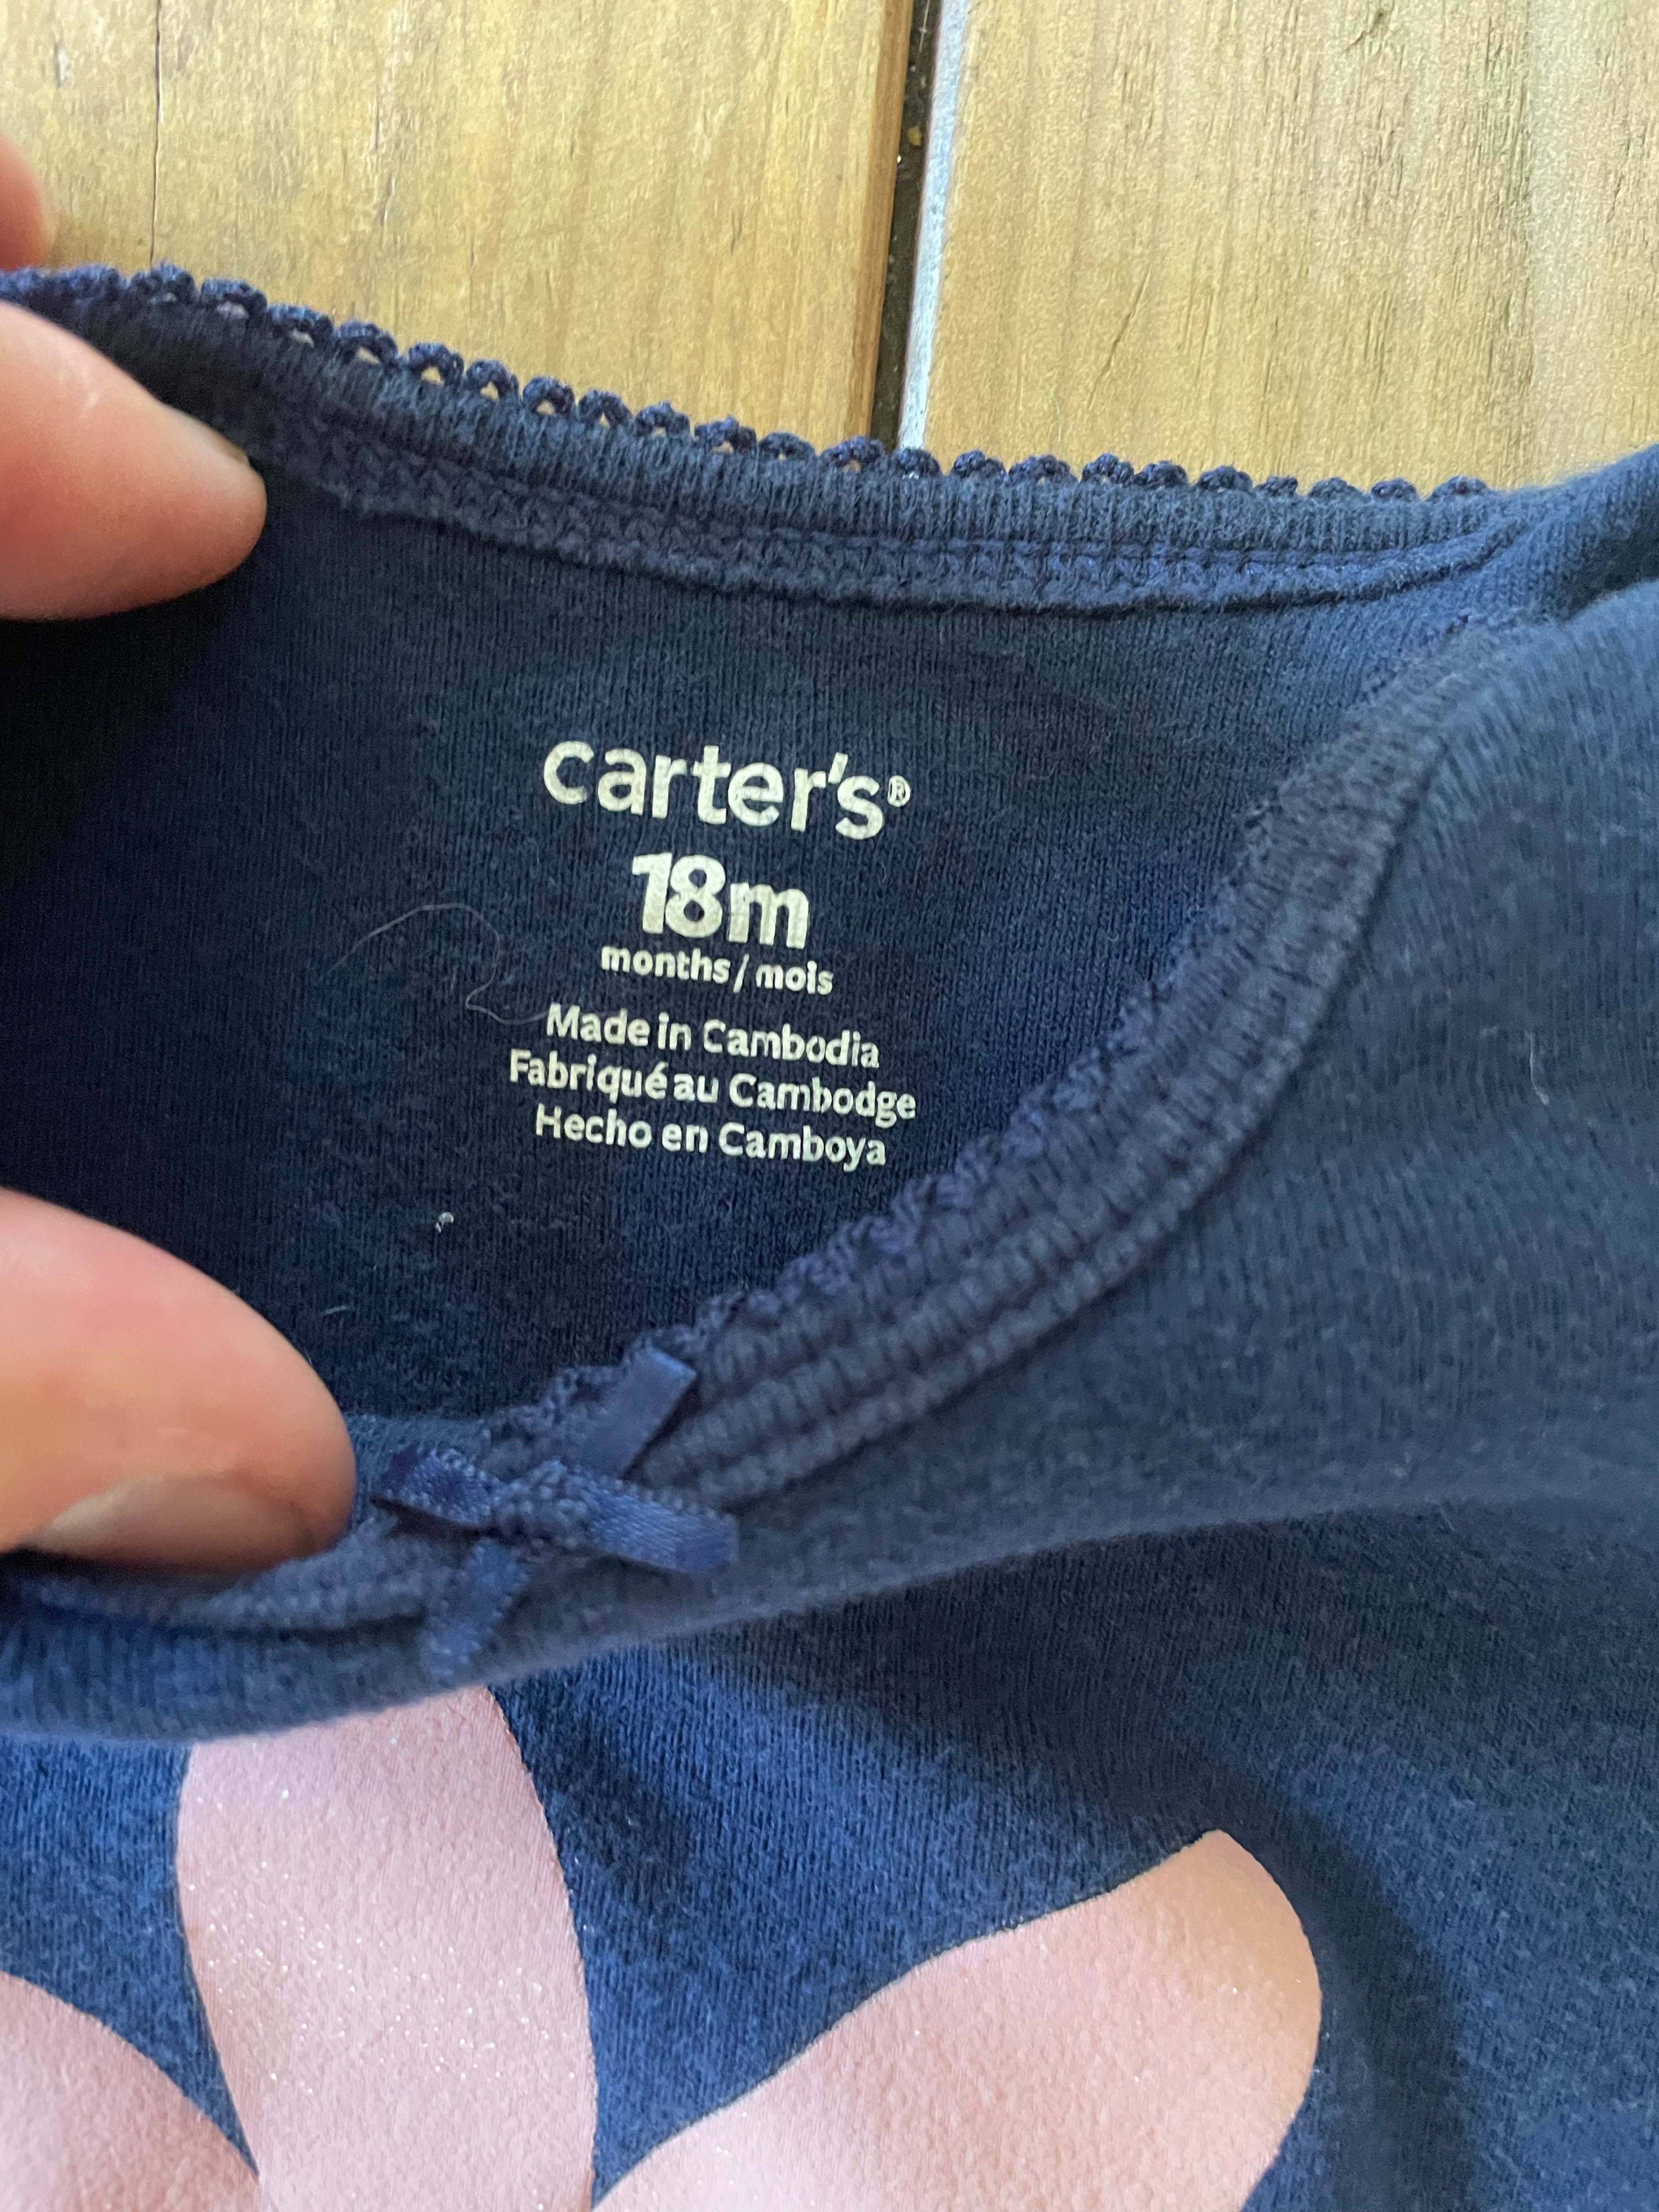 carter's®
18m
months / mois
Made in Cambodia
Fabriqué au Cambodge
Hecho en Camboya